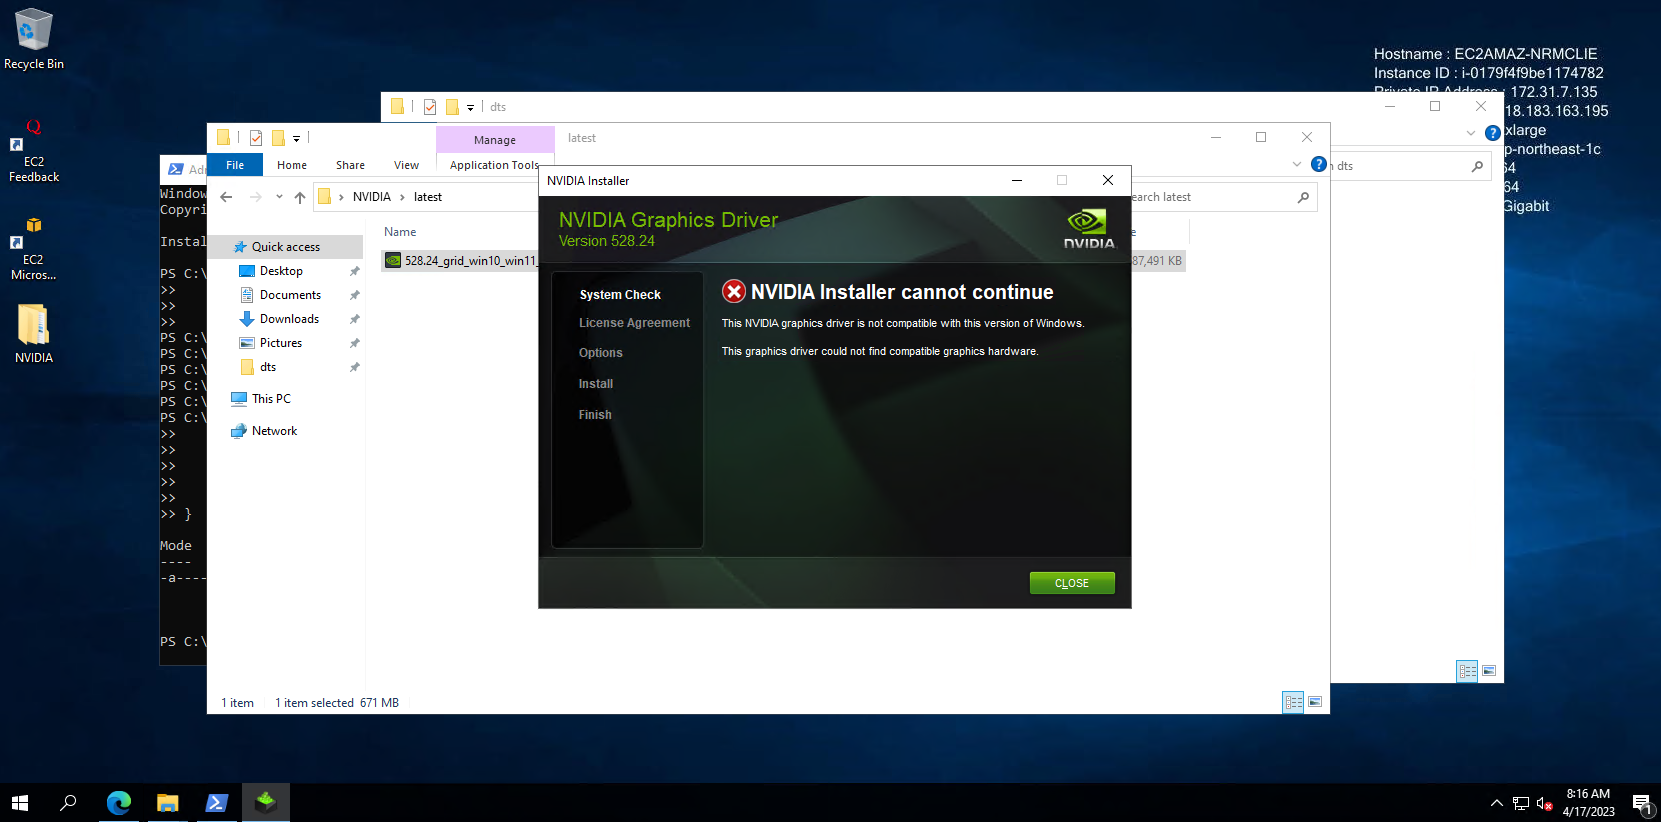 Recycle Bin
EC2
Feedback
EC2
Micros...
NVIDIA
Hostname : EC2AMAZ-NRMCLIE
Instance ID : i-0179f4f9be1174782
Private IP Address : 172.31.7.135
18.183.163.195
xlarge
p-northeast-1c
64
64
Gigabit
dts
dts
Windows
Instal
PS C:\
>>
>>
>>
PS C:\
PS C:\
PS C:\
PS C:\
PS C:\
PS C:\
>>
>>
>>
>>
>>
>> }
Mode
----
-a----
PS C:\
Manage
latest
File
Home
Share
View
Application Tools
NVIDIA
latest
earch latest
Name
Quick access
Desktop
Documents
Downloads
Pictures
dts
This PC
Network
528.24_grid_win10_win11_
87,491 KB
1 item
1 item selected 671 MB
NVIDIA Installer
NVIDIA Graphics Driver
Version 528.24
NVIDIA
System Check
License Agreement
Options
Install
Finish
NVIDIA Installer cannot continue
This NVIDIA graphics driver is not compatible with this version of Windows.
This graphics driver could not find compatible graphics hardware.
CLOSE
8:16 AM
4/17/2023
1